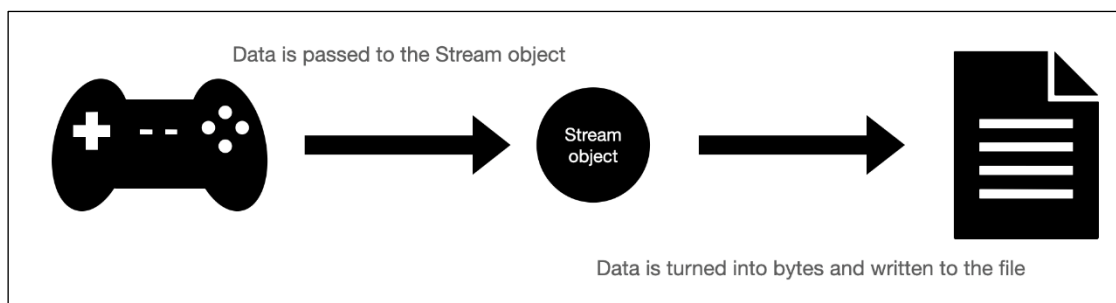 Data is passed to the Stream object
Stream
object
Data is turned into bytes and written to the file